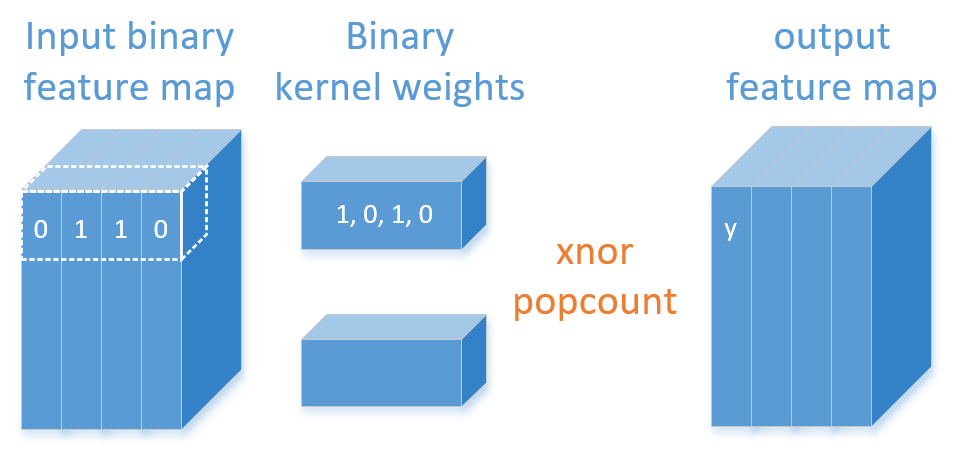 Input binary
feature map
Binary
kernel weights
output
feature map
0 1 1 0
1, 0, 1, 0
y
xnor
popcount